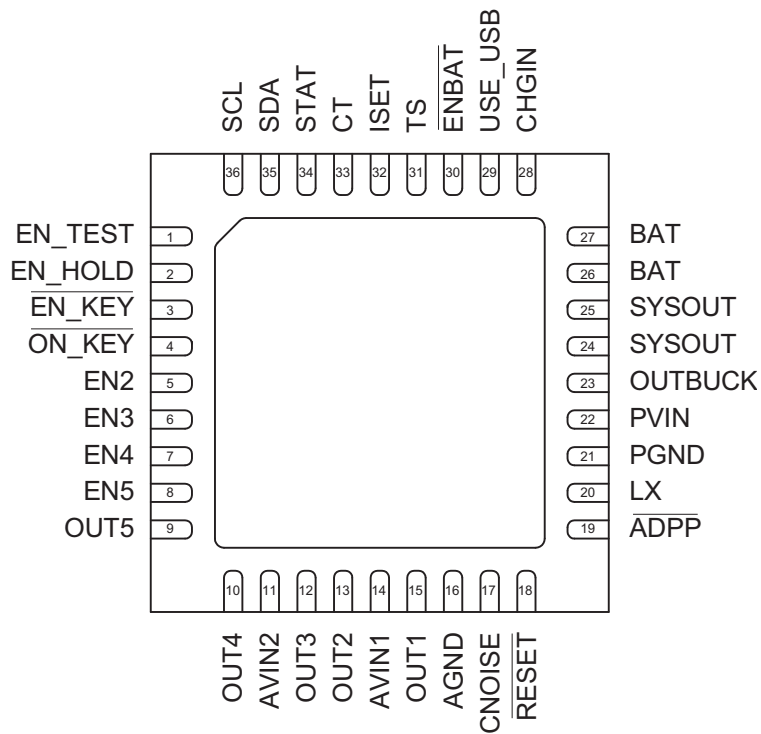 SCL
SDA
STAT
CT
ISET
TS
ENBAT
USE_USB
CHGIN
36
35
34
33
32
31
30
29
28
EN_TEST 1
EN_HOLD 2
EN_KEY 3
ON_KEY 4
EN2 5
EN3 6
EN4 7
EN5 8
OUT5 9
27 BAT
26 BAT
25 SYSOUT
24 SYSOUT
23 OUTBUCK
22 PVIN
21 PGND
20 LX
19 ADPP
10
11
12
13
14
15
16
17
18
OUT4
AVIN2
OUT3
OUT2
AVIN1
OUT1
AGND
CNOISE
RESET